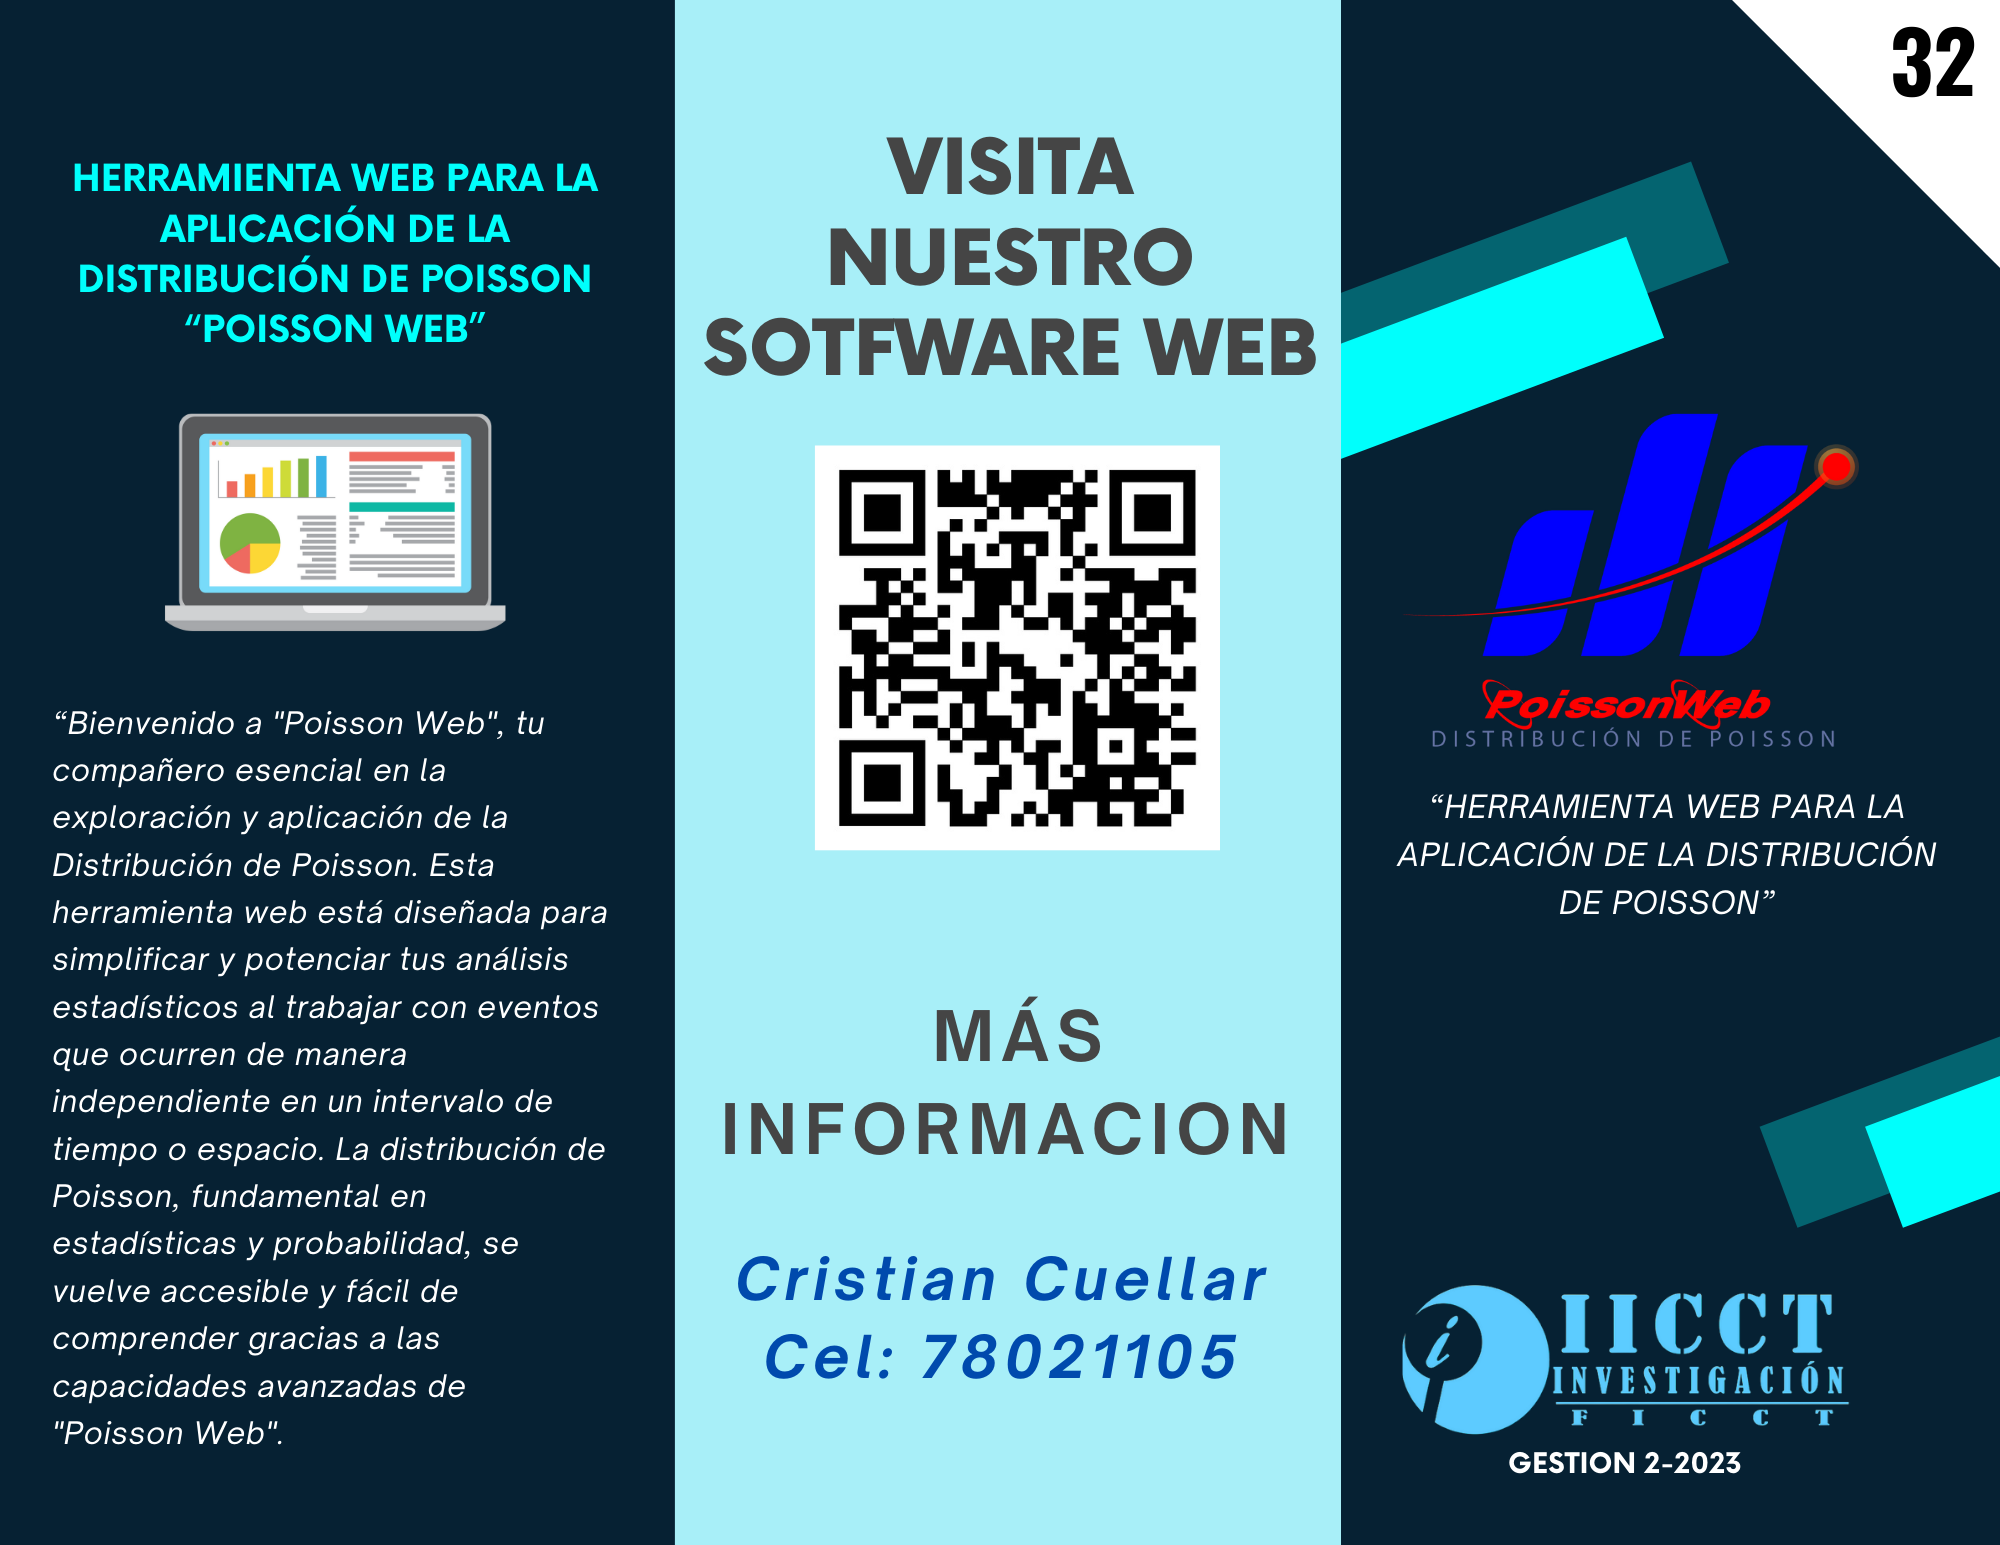 HERRAMIENTA WEB PARA LA
APLICACIÓN DE LA
DISTRIBUCIÓN DE POISSON
“POISSON WEB”
“Bienvenido a "Poisson Web", tu
compañero esencial en la
exploración y aplicación de la
Distribución de Poisson. Esta
herramienta web está diseñada para
simplificar y potenciar tus análisis
estadísticos al trabajar con eventos
que ocurren de manera
independiente en un intervalo de
tiempo o espacio. La distribución de
Poisson, fundamental en
estadísticas y probabilidad, se
vuelve accesible y fácil de
comprender gracias a las
capacidades avanzadas de
"Poisson Web".
VISITA
NUESTRO
SOTFWARE WEB
MÁS
INFORMACION
Cristian Cuellar
Cel: 78021105
32
PoissonWeb
DISTRIBUCIÓN DE POISSON
“HERRAMIENTA WEB PARA LA
APLICACIÓN DE LA DISTRIBUCIÓN
DE POISSON”
i
IICCT
INVESTIGACIÓN
FICCT
GESTION 2-2023